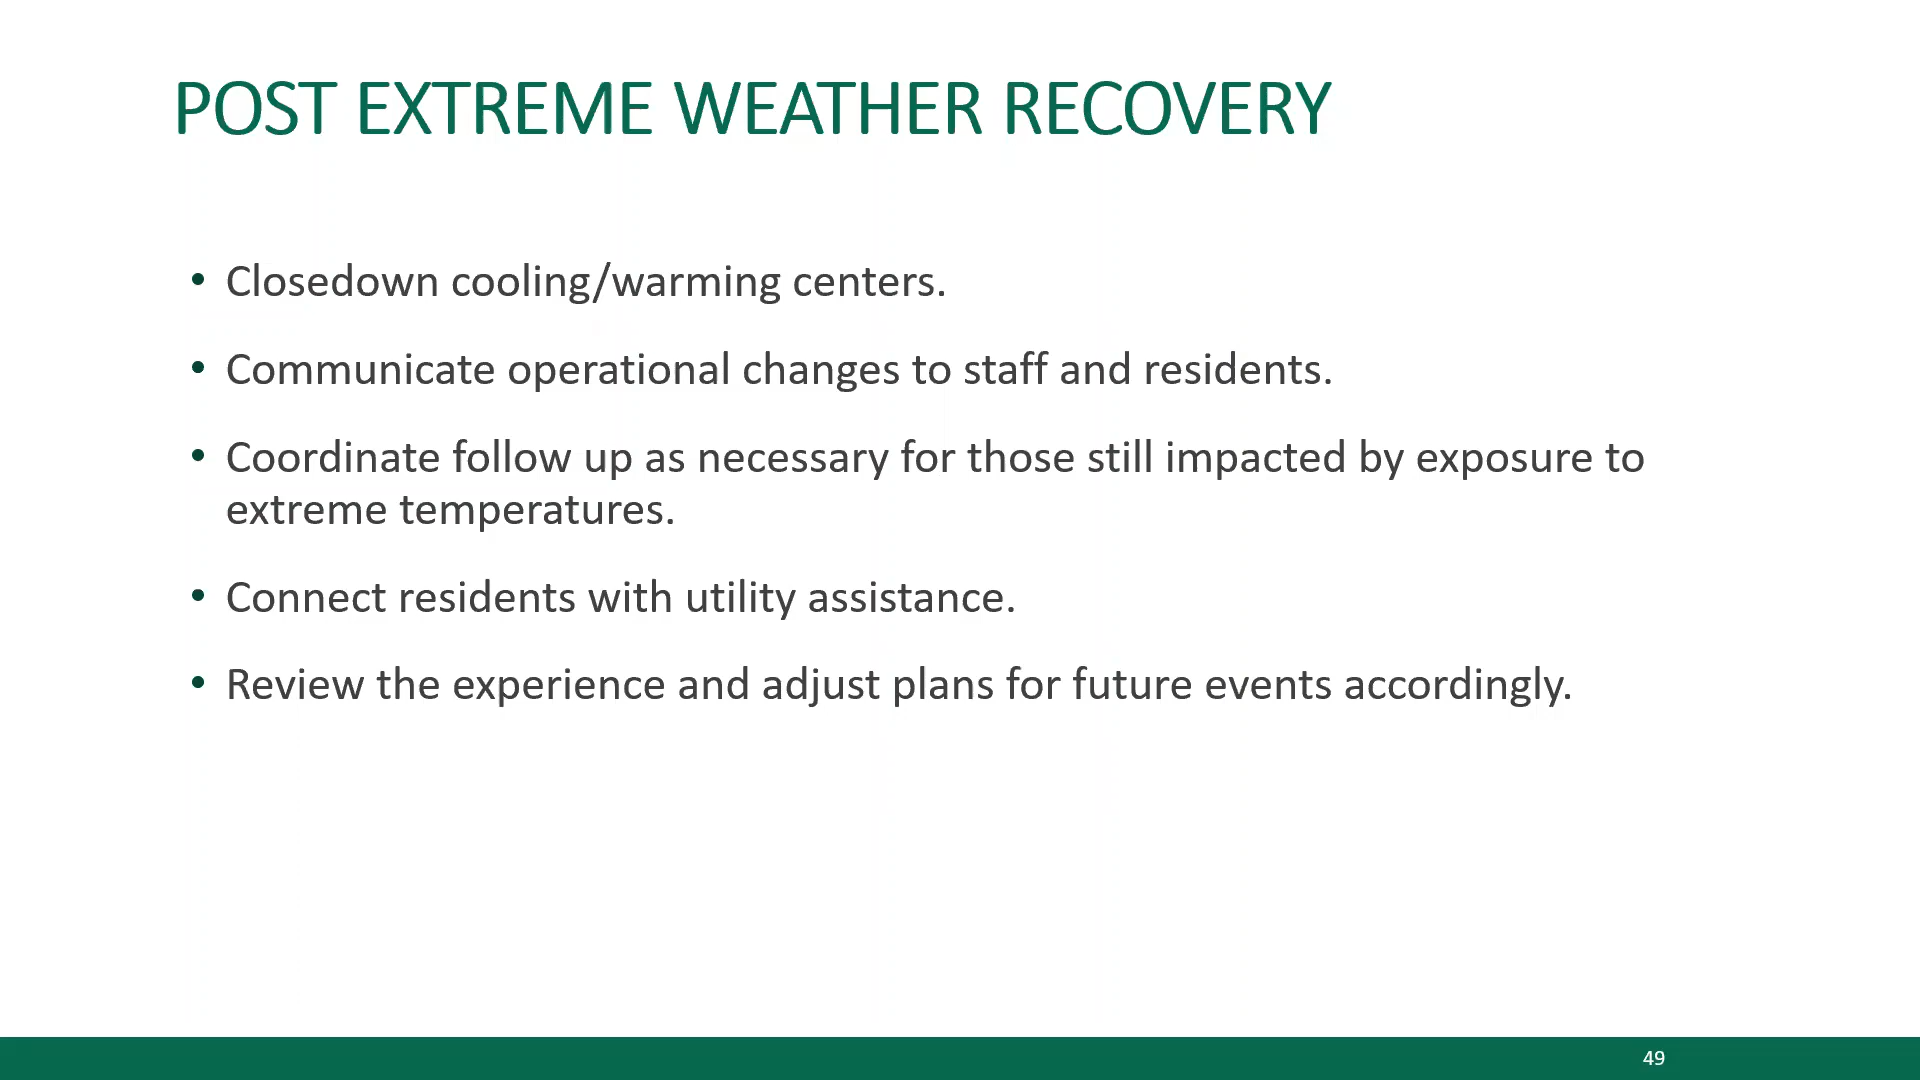 POST EXTREME WEATHER RECOVERY
• Closedown cooling/warming centers.
• Communicate operational changes to staff and residents.
• Coordinate follow up as necessary for those still impacted by exposure to
extreme temperatures.
• Connect residents with utility assistance.
• Review the experience and adjust plans for future events accordingly.
49